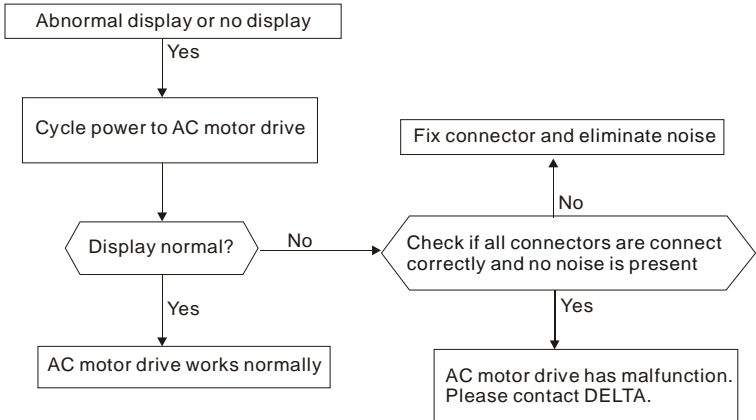 Abnormal display or no display
Yes
Cycle power to AC motor drive
Fix connector and eliminate noise
No
Display normal?
No
Check if all connectors are connect
correctly and no noise is present
Yes
Yes
AC motor drive works normally
AC motor drive has malfunction.
Please contact DELTA.